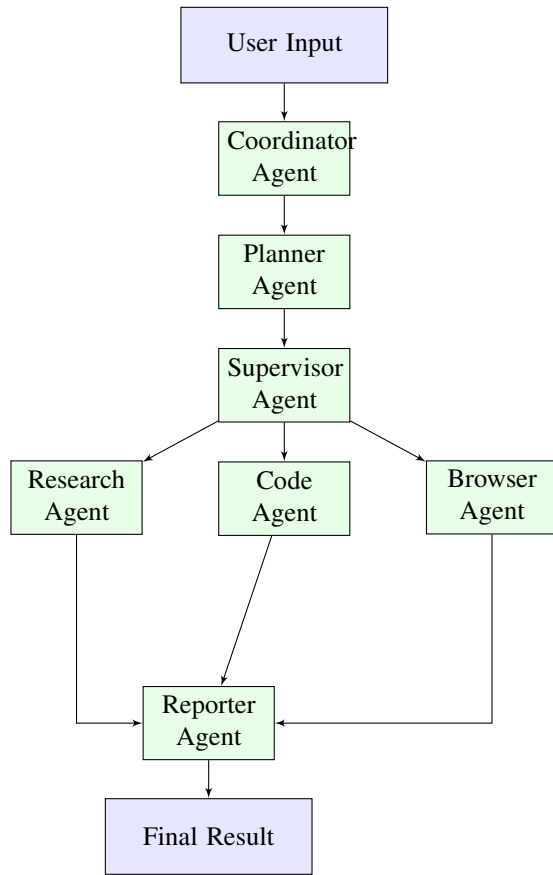 User Input
Coordinator
Agent
Planner
Agent
Supervisor
Agent
Research
Agent
Code
Agent
Browser
Agent
Reporter
Agent
Final Result